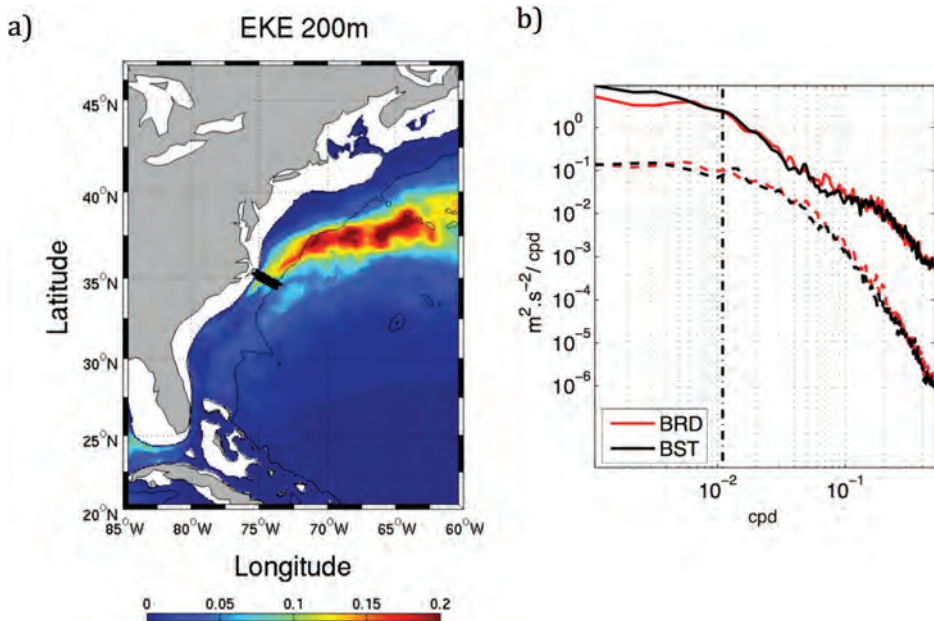 a)
EKE 200m
45°N
40°N
35°N
30°N
25°N
20°N
85°W 80°W 75°W 70°W 65°W 60°W
Latitude
Longitude
0 0.05 0.1 0.15 0.2
b)
10⁰
10⁻¹
10⁻²
10⁻³
10⁻⁴
10⁻⁵
10⁻⁶
m².s⁻²/cpd
BRD
BST
10⁻² 10⁻¹
cpd